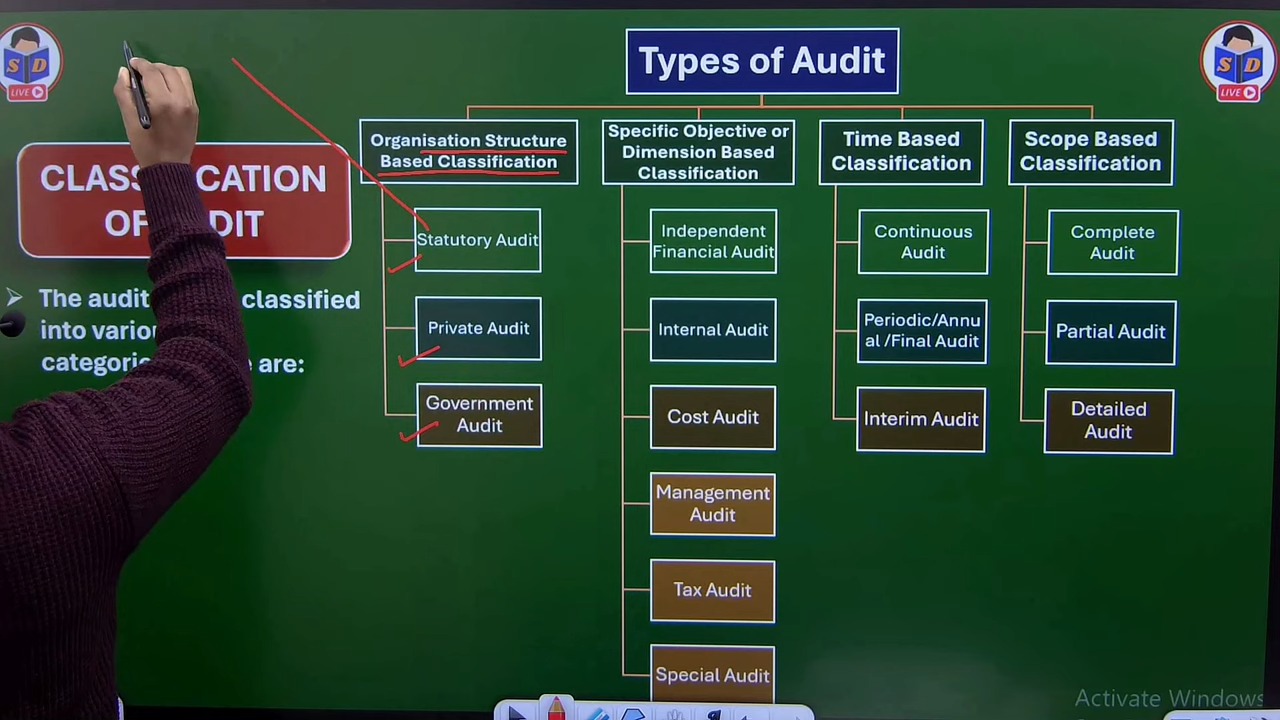 S D
LIVE
Types of Audit
S D
LIVE
CLASS CATION
OF DIT
The audit classified
into variou
categori are:
Organisation Structure
Based Classification
Statutory Audit
Private Audit
Government
Audit
Specific Objective or
Dimension Based
Classification
Independent
Financial Audit
Internal Audit
Cost Audit
Management
Audit
Tax Audit
Special Audit
Time Based
Classification
Continuous
Audit
Periodic/Annu
al /Final Audit
Interim Audit
Scope Based
Classification
Complete
Audit
Partial Audit
Detailed
Audit
Activate Windows